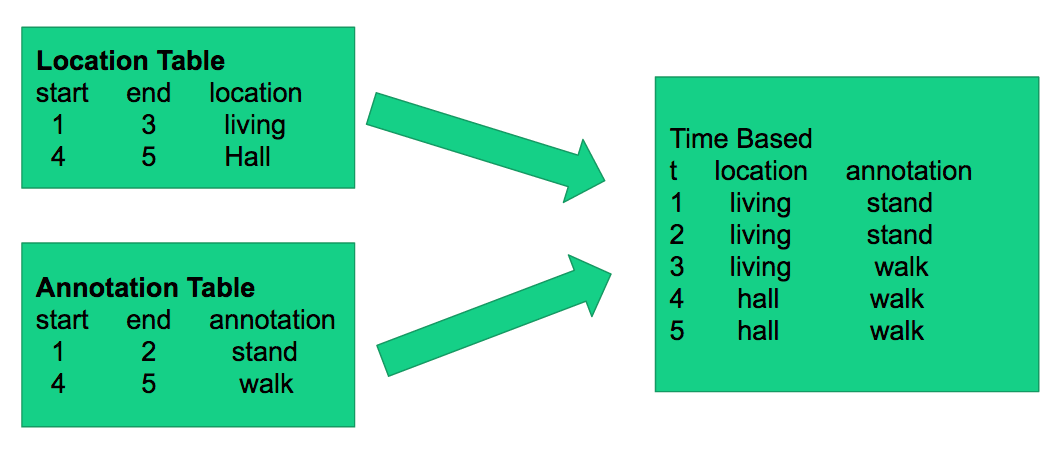 Location Table
start end location
1 3 living
4 5 Hall
Annotation Table
start end annotation
1 2 stand
4 5 walk
Time Based
t location annotation
1 living stand
2 living stand
3 living walk
4 hall walk
5 hall walk